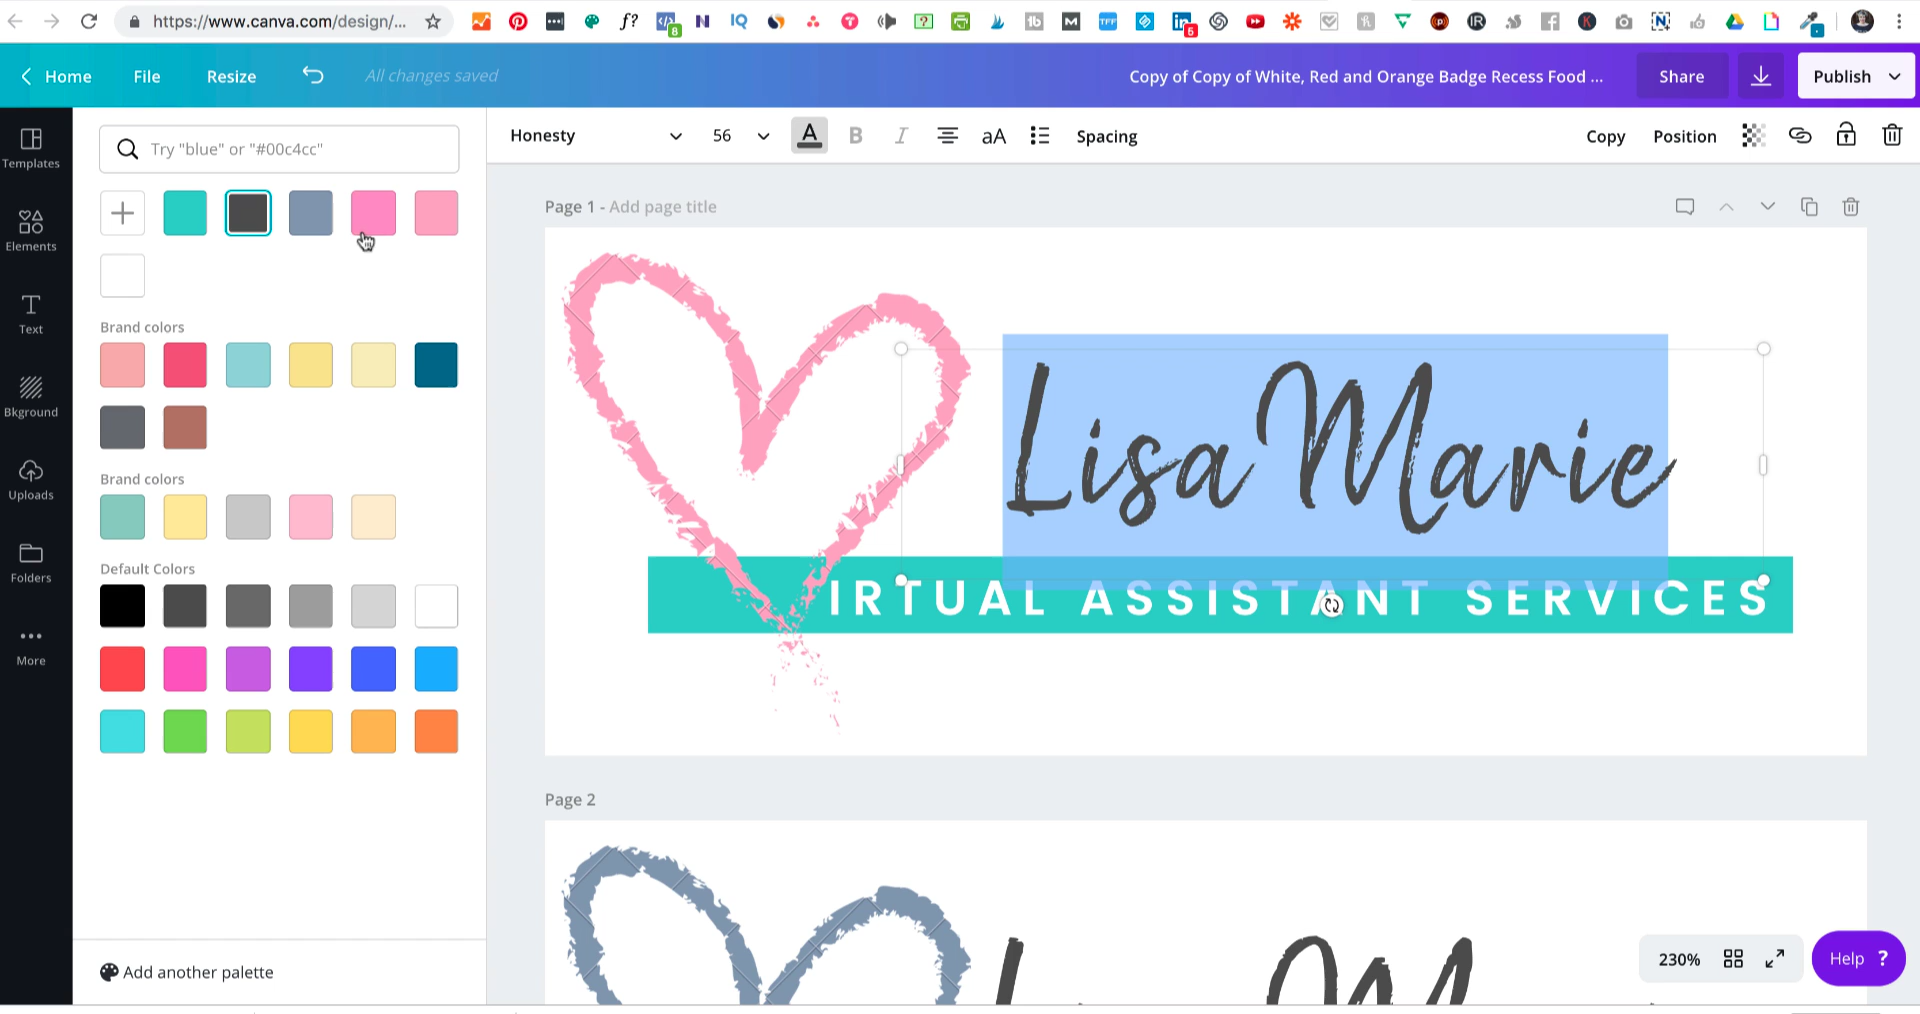 https://www.canva.com/design/...
Home
File
Resize
All changes saved
Copy of Copy of White, Red and Orange Badge Recess Food ...
Share
Publish
Templates
Elements
Text
Bkground
Uploads
Folders
More
Try "blue" or "#00c4cc"
Brand colors
Brand colors
Default Colors
Add another palette
Honesty
56
A
B
I
aA
Spacing
Copy
Position
Page 1 - Add page title
Lisa Marie
IRTUAL ASSISTANT SERVICES
Page 2
230%
Help ?